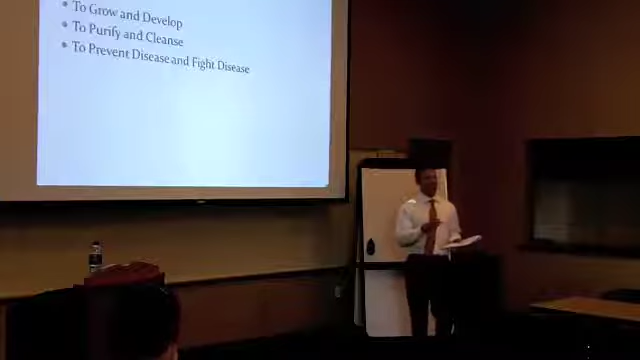 • To Grow and Develop
• To Purify and Cleanse
• To Prevent Disease and Fight Disease